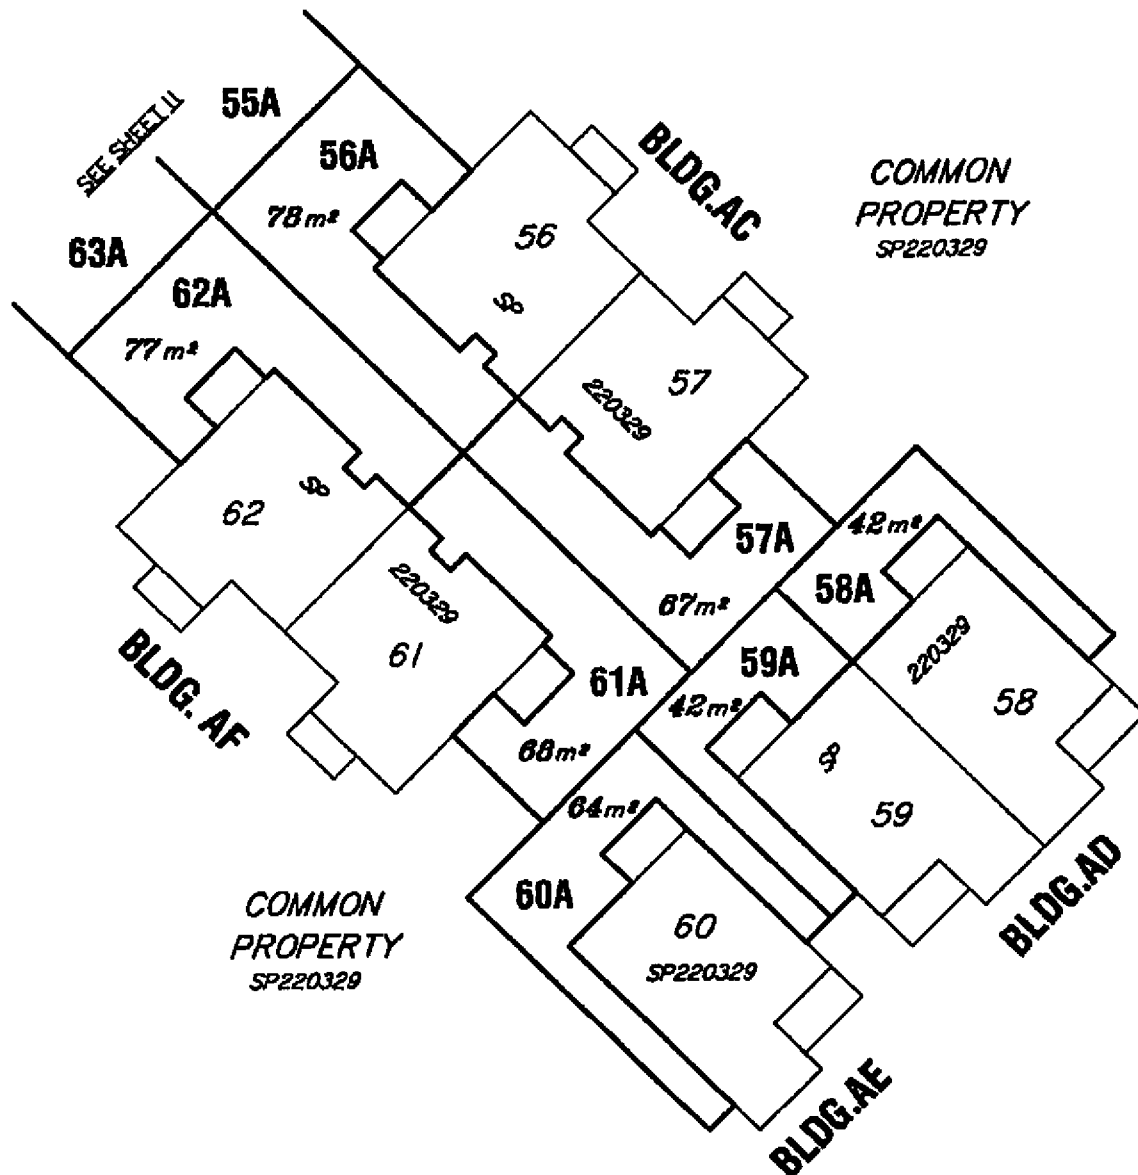 55A
SEE SHEET 11
56A
BLDG.AC
COMMON
PROPERTY
SP220329
78m²
56
63A
62A
SP
77m²
57
220329
62
SP
42m²
57A
58A
220329
67m²
220329
61
59A
58
61A
42m²
BLDG. AF
68m²
SP
64m²
59
60A
BLDG.AD
COMMON
PROPERTY
SP220329
60
SP220329
BLDG.AE